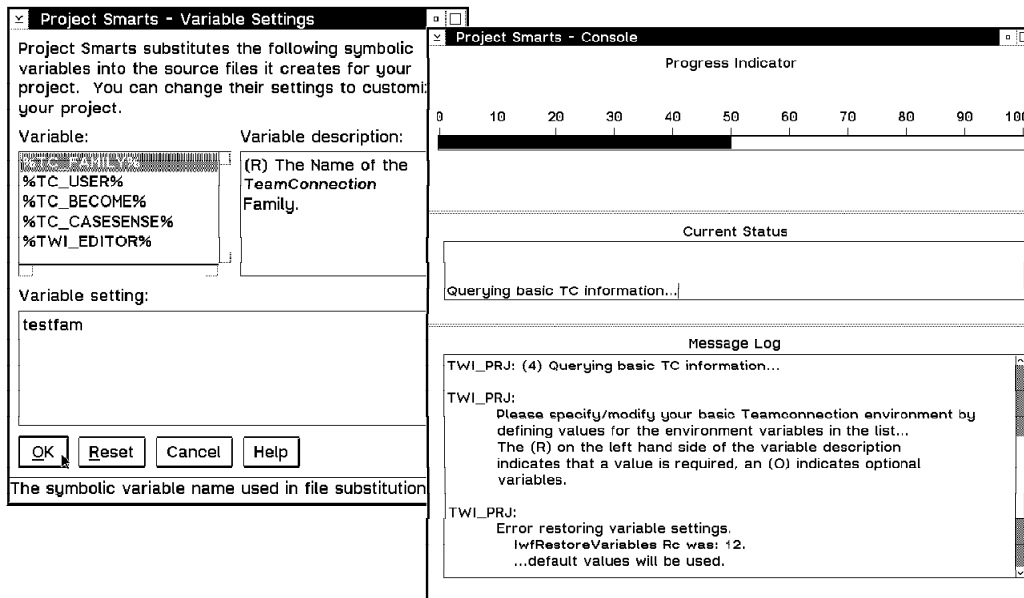 Project Smarts - Variable Settings
Project Smarts substitutes the following symbolic
variables into the source files it creates for your
project. You can change their settings to customi
your project.
Variable:
Variable description:
%TC_FAMILY%
%TC_USER%
%TC_BECOME%
%TC_CASESENSE%
%TWI_EDITOR%
(R) The Name of the
TeamConnection
Family.
Variable setting:
testfam
OK
Reset
Cancel
Help
The symbolic variable name used in file substitution
Project Smarts - Console
Progress Indicator
0 10 20 30 40 50 60 70 80 90 100
Current Status
Querying basic TC information...
Message Log
TWI_PRJ: (4) Querying basic TC information...
TWI_PRJ:
Please specify/modify your basic Teamconnection environment by
defining values for the environment variables in the list...
The (R) on the left hand side of the variable description
indicates that a value is required, an (O) indicates optional
variables.
TWI_PRJ:
Error restoring variable settings.
IwfRestoreVariables Rc was: 12.
...default values will be used.